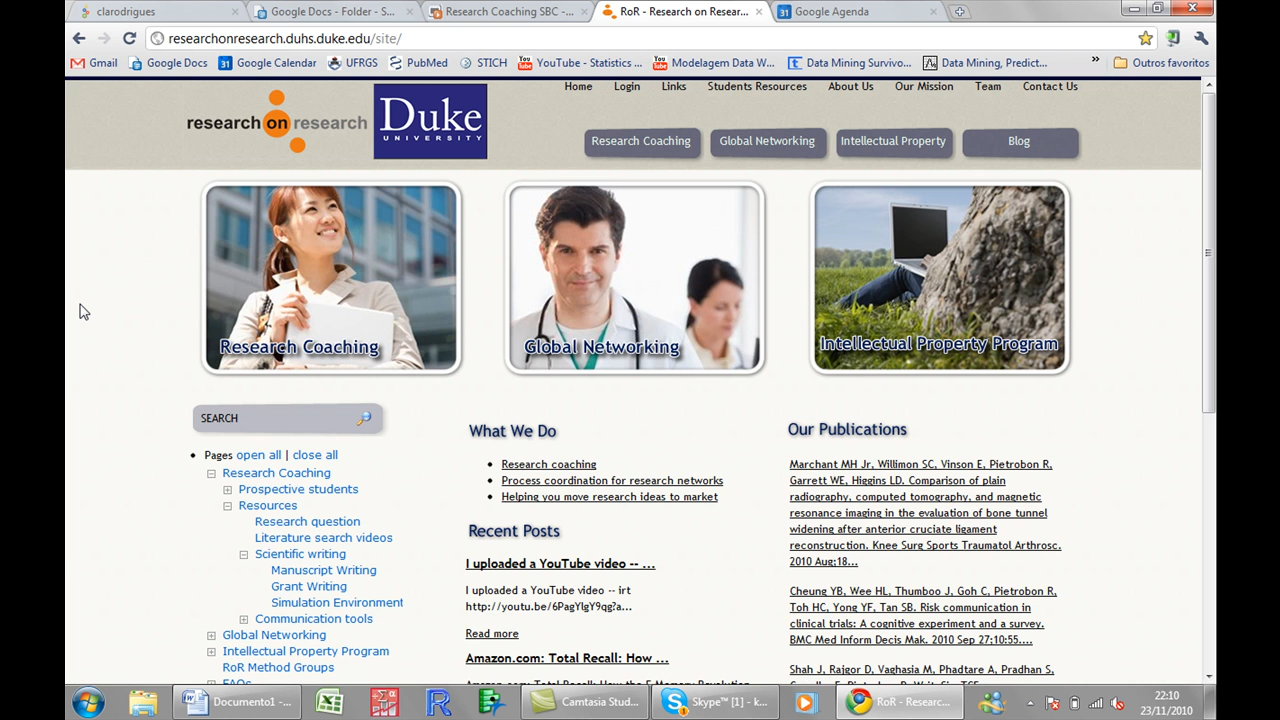 clarodrigues
Google Docs - Folder - S...
Research Coaching SBC -...
RoR - Research on Resear...
Google Agenda
researchonresearch.duhs.duke.edu/site/
Gmail
Google Docs
Google Calendar
UFRGS
PubMed
STICH
YouTube - Statistics ...
Modelagem Data W...
Data Mining Survivo...
Data Mining, Predict...
»
Outros favoritos
Home
Login
Links
Students Resources
About Us
Our Mission
Team
Contact Us
research on research
Duke
UNIVERSITY
Research Coaching
Global Networking
Intellectual Property
Blog
Research Coaching
Global Networking
Intellectual Property Program
SEARCH
Pages open all | close all
Research Coaching
Prospective students
Resources
Research question
Literature search videos
Scientific writing
Manuscript Writing
Grant Writing
Simulation Environment
Communication tools
Global Networking
Intellectual Property Program
RoR Method Groups
FAQs
What We Do
Research coaching
Process coordination for research networks
Helping you move research ideas to market
Recent Posts
I uploaded a YouTube video -- ...
I uploaded a YouTube video -- irt
http://youtu.be/6PagYlgY9qg?a...
Read more
Amazon.com: Total Recall: How ...
Amazon.com: Total Recall: How the E-Memory Revolution
Our Publications
Marchant MH Jr, Willimon SC, Vinson E, Pietrobon R,
Garrett WE, Higgins LD. Comparison of plain
radiography, computed tomography, and magnetic
resonance imaging in the evaluation of bone tunnel
widening after anterior cruciate ligament
reconstruction. Knee Surg Sports Traumatol Arthrosc.
2010 Aug;18...
Cheung YB, Wee HL, Thumboo J, Goh C, Pietrobon R,
Toh HC, Yong YF, Tan SB. Risk communication in
clinical trials: A cognitive experiment and a survey.
BMC Med Inform Decis Mak. 2010 Sep 27;10:55....
Shah J, Rajgor D, Vaghasia M, Phadtare A, Pradhan S,
Documento1 -...
Camtasia Stud...
Skype™ [1] - k...
RoR - Researc...
22:10
23/11/2010